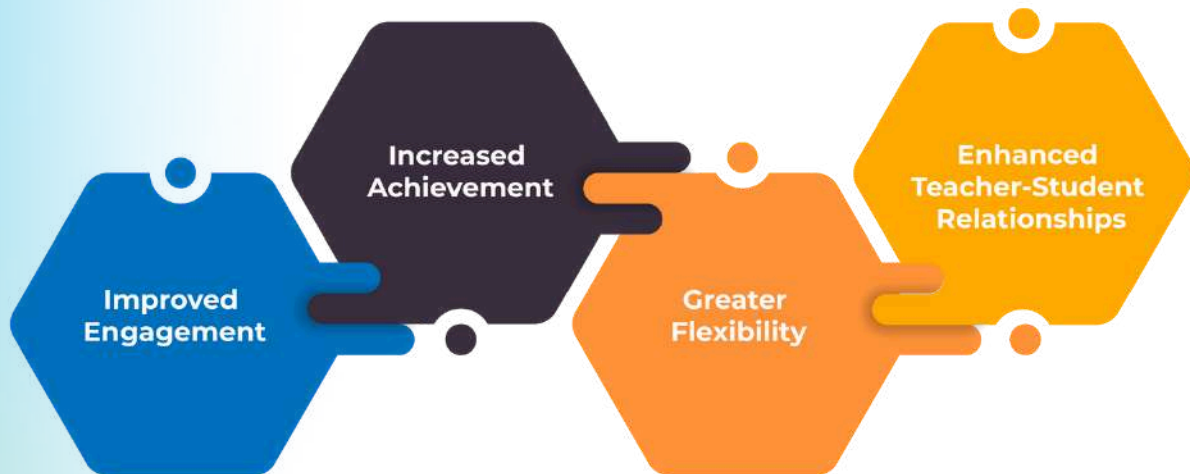 Improved
Engagement
Increased
Achievement
Greater
Flexibility
Enhanced
Teacher-Student
Relationships